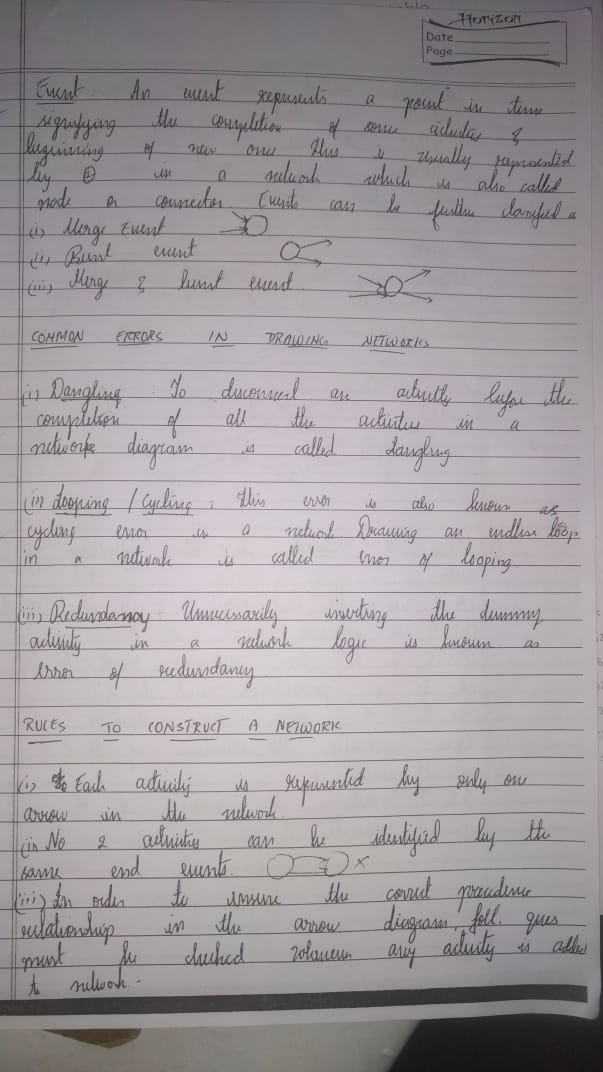 Horizon
Date
Page
Event : An event represents a point in time
signifying the completion of some activities &
beginning of new ones This is usually represented
by in a network which is also called
node or connector. Events can be further classified as
(i) Merge Event
(ii) Burst event
(iii) Merge & burst event
COMMON ERRORS IN DRAWING NETWORKS
(i) Dangling : To disconnect an activity before the
completion of all the activities in a
network diagram is called dangling
(ii) Looping / Cycling : this error is also known as
cycling error in a network. Drawing an endless loop
in a network is called error of looping.
(iii) Redundancy : Unnecessarily inserting the dummy
activity in a network logic is known as
error of redundancy
RULES TO CONSTRUCT A NETWORK
(i) Each activity is represented by only one
arrow in the network.
(ii) No 2 activities can be identified by the
same end events. x
(iii) In order to ensure the correct precedence
relationship in the arrow diagram, foll. ques
must be checked whenever any activity is added
to network.